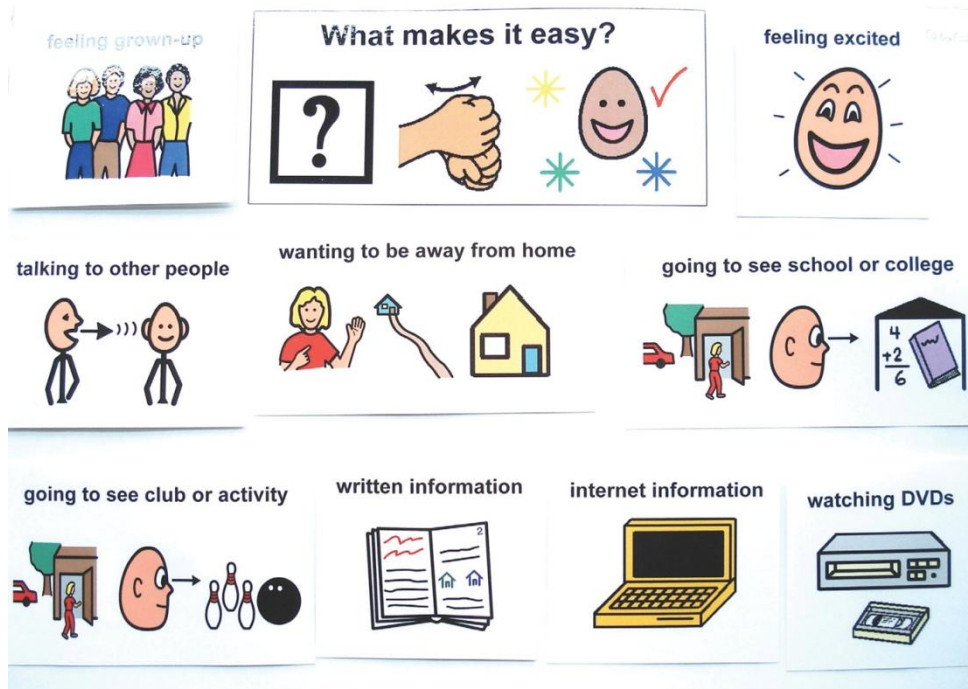 feeling grown-up
What makes it easy?
?
feeling excited
talking to other people
wanting to be away from home
going to see school or college
4
+2
6
going to see club or activity
written information
2
internet information
watching DVDs